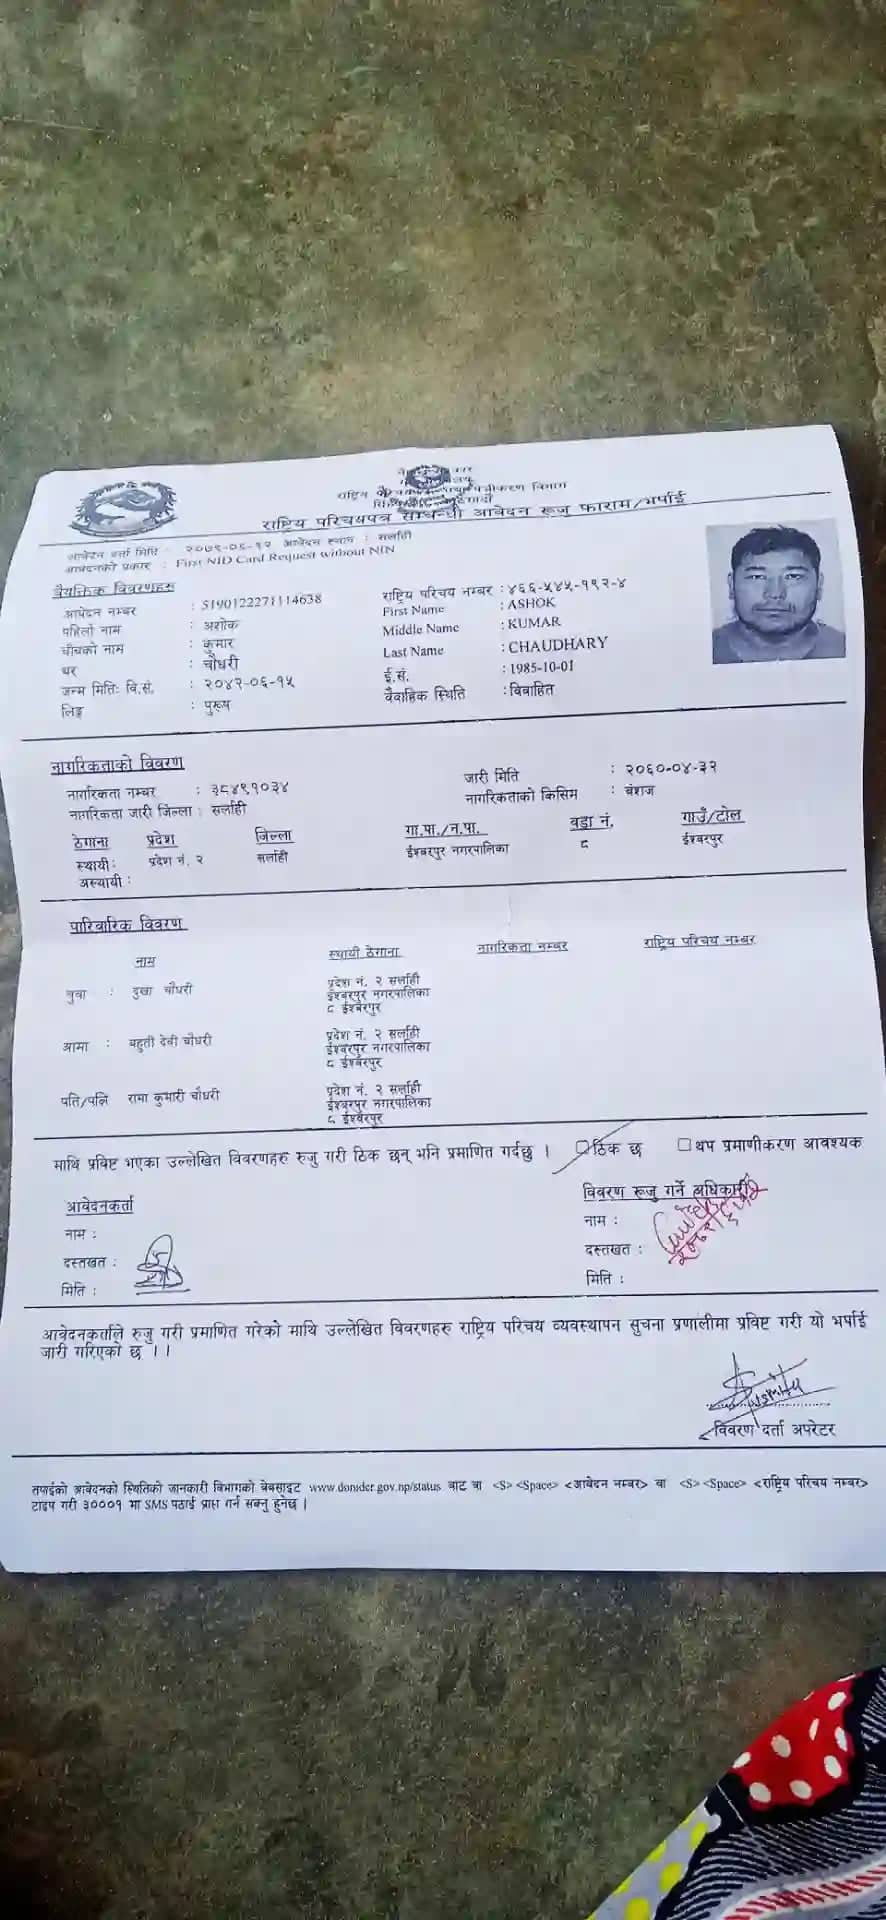 राष्ट्रिय परिचयपत्र सम्बन्धी आवेदन रूजु फाराम/भर्पाई
आवेदन दर्ता मिति : २०७९-०६-१२ आवेदन स्थान : सर्लाही
आवेदनको प्रकार : First NID Card Request without NIN
वैयक्तिक विवरणहरु
आवेदन नम्बर : 5190122271114638 राष्ट्रिय परिचय नम्बर : ४६६-५४५-१९२-४
पहिलो नाम : अशोक First Name : ASHOK
बीचको नाम : कुमार Middle Name : KUMAR
थर : चौधरी Last Name : CHAUDHARY
जन्म मितिः वि.सं. : २०४२-०६-१५ ई.सं. : 1985-10-01
लिङ्ग : पुरूष वैवाहिक स्थिति : विवाहित
नागरिकताको विवरण
नागरिकता नम्बर : ३८४९१०३४ जारी मिति : २०६०-०४-३२
नागरिकता जारी जिल्ला : सर्लाही नागरिकताको किसिम : वंशज
ठेगाना प्रदेश जिल्ला गा.पा./न.पा. वडा नं. गाउँ/टोल
स्थायी: प्रदेश नं. २ सर्लाही ईश्वरपुर नगरपालिका ८ ईश्वरपुर
अस्थायी :
पारिवारिक विवरण
नाम स्थायी ठेगाना नागरिकता नम्बर राष्ट्रिय परिचय नम्बर
बुवा : दुखा चौधरी प्रदेश नं. २ सर्लाही
ईश्वरपुर नगरपालिका
८ ईश्वरपुर
आमा : बहुती देवी चौधरी प्रदेश नं. २ सर्लाही
ईश्वरपुर नगरपालिका
८ ईश्वरपुर
पति/पत्नि रामा कुमारी चौधरी प्रदेश नं. २ सर्लाही
ईश्वरपुर नगरपालिका
८ ईश्वरपुर
माथि प्रविष्ट भएका उल्लेखित विवरणहरु रुजु गरी ठिक छन् भनि प्रमाणित गर्दछु । ठिक छ थप प्रमाणीकरण आवश्यक
आवेदनकर्ता विवरण रूजु गर्ने अधिकारी
नाम : नाम :
दस्तखत : दस्तखत :
मिति : मिति :
आवेदनकर्ताले रुजु गरी प्रमाणित गरेको माथि उल्लेखित विवरणहरु राष्ट्रिय परिचय व्यवस्थापन सुचना प्रणालीमा प्रविष्ट गरी यो भर्पाई
जारी गरिएको छ ।।
विवरण दर्ता अपरेटर
तपाईको आवेदनको स्थितिको जानकारी विभागको वेबसाइट www.donidcr.gov.np/status बाट वा <S> <Space> <आवेदन नम्बर> वा <S> <Space> <राष्ट्रिय परिचय नम्बर>
टाइप गरी ३०००१ मा SMS पठाई प्राप्त गर्न सक्नु हुनेछ ।